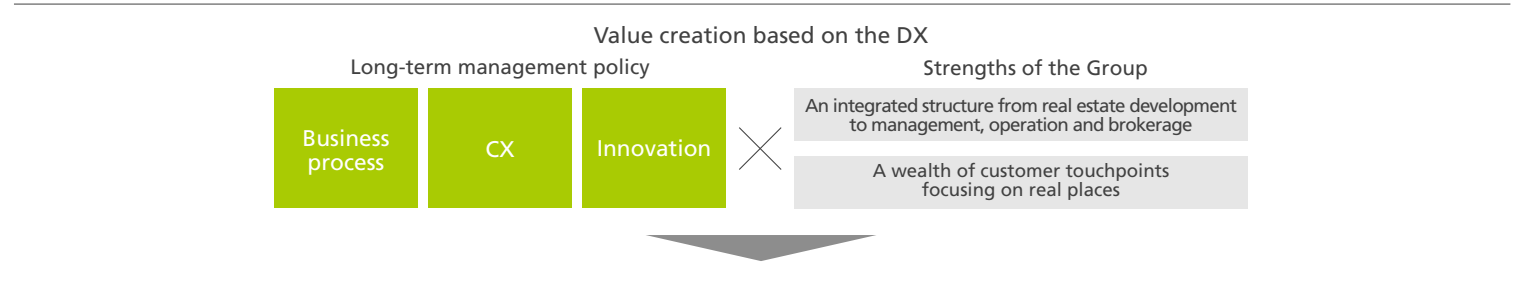 Value creation based on the DX
Long-term management policy
Business
process
CX
Innovation
Strengths of the Group
An integrated structure from real estate development
to management, operation and brokerage
A wealth of customer touchpoints
focusing on real places